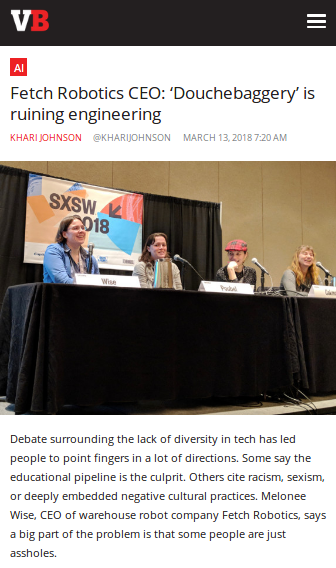 VB
AI
Fetch Robotics CEO: ‘Douchebaggery’ is
ruining engineering
KHARI JOHNSON @KHARIJOHNSON MARCH 13, 2018 7:20 AM
SXSW
2018
Wise
Debate surrounding the lack of diversity in tech has led
people to point fingers in a lot of directions. Some say the
educational pipeline is the culprit. Others cite racism, sexism,
or deeply embedded negative cultural practices. Melonee
Wise, CEO of warehouse robot company Fetch Robotics, says
a big part of the problem is that some people are just
assholes.